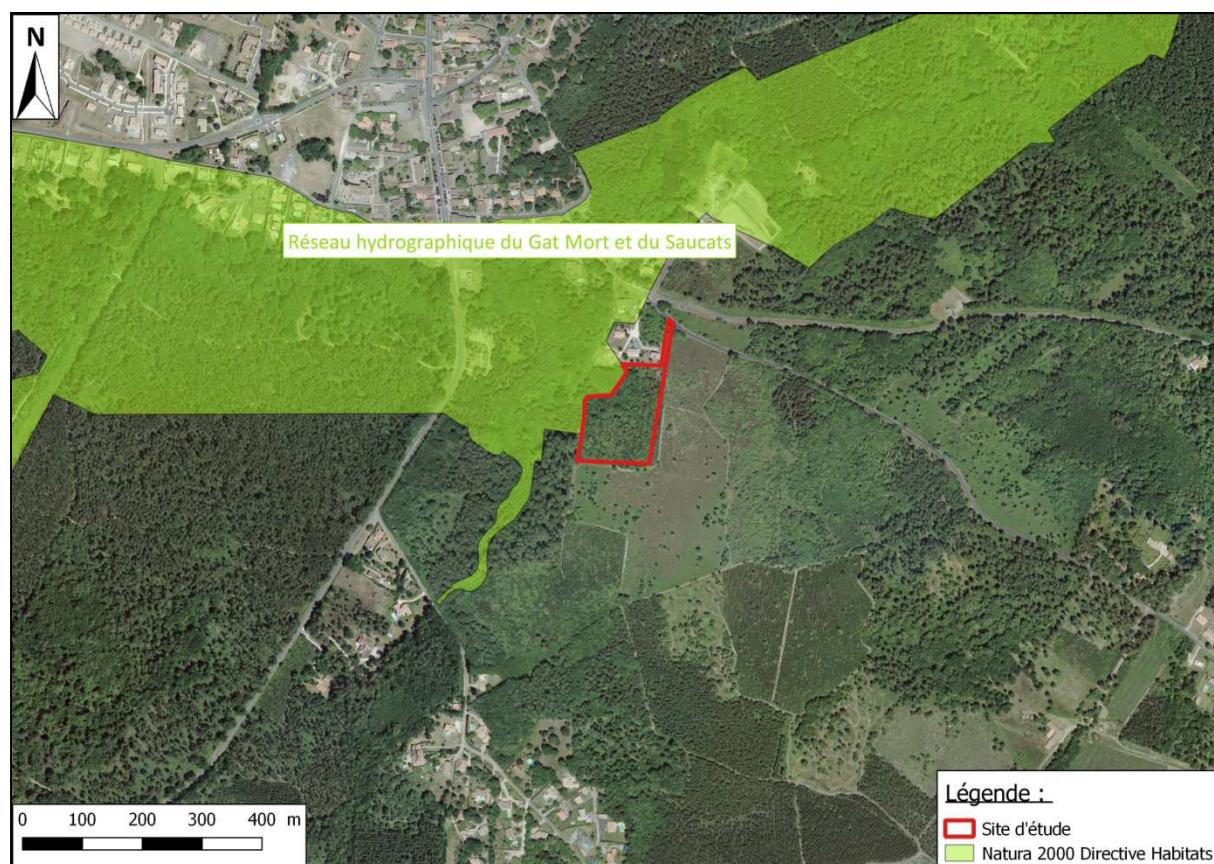 N
Réseau hydrographique du Gat Mort et du Saucats
0 100 200 300 400 m
Légende :
Site d'étude
Natura 2000 Directive Habitats